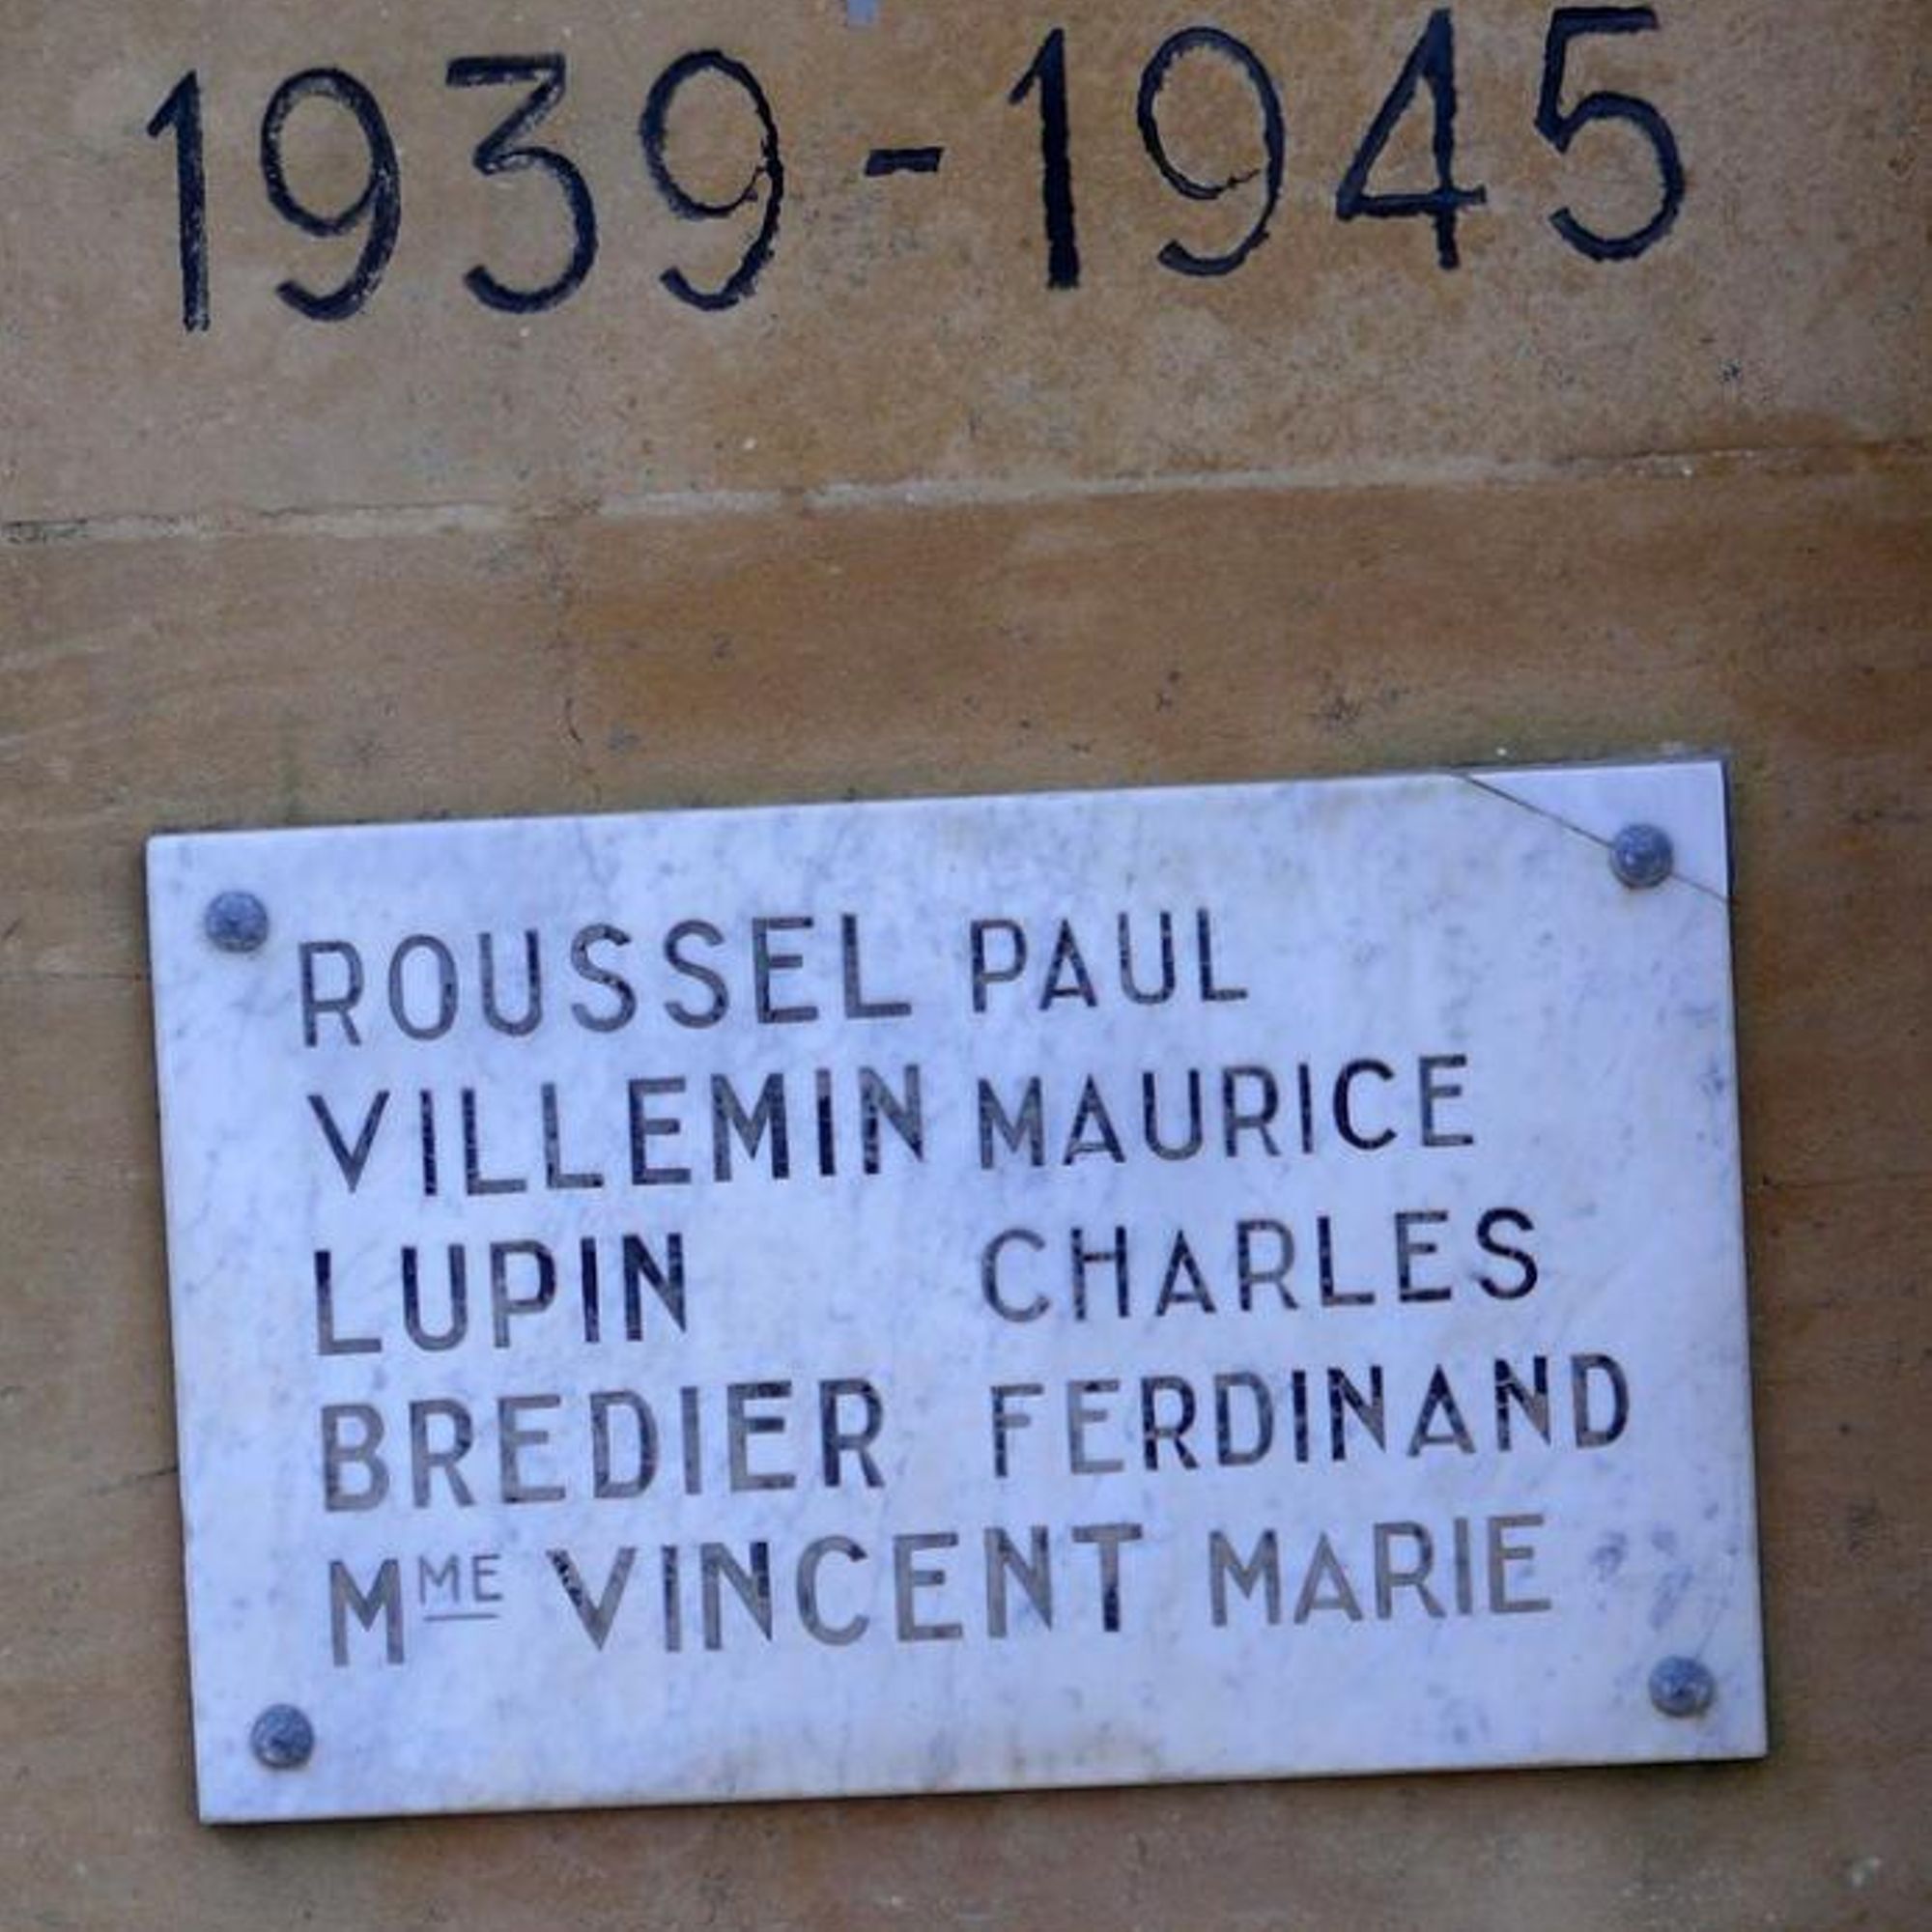 1939-1945
ROUSSEL PAUL
VILLEMIN MAURICE
LUPIN CHARLES
BREDIER FERDINAND
MME VINCENT MARIE